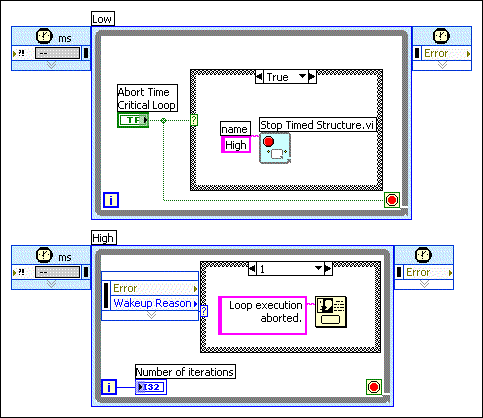 Low
ms
?! --
Error
True
Abort Time
Critical Loop
TF
?
name
Stop Timed Structure.vi
High
i
High
ms
?! --
Error
1
Error
Wakeup Reason
?
Loop execution
aborted.
Number of iterations
i
I32